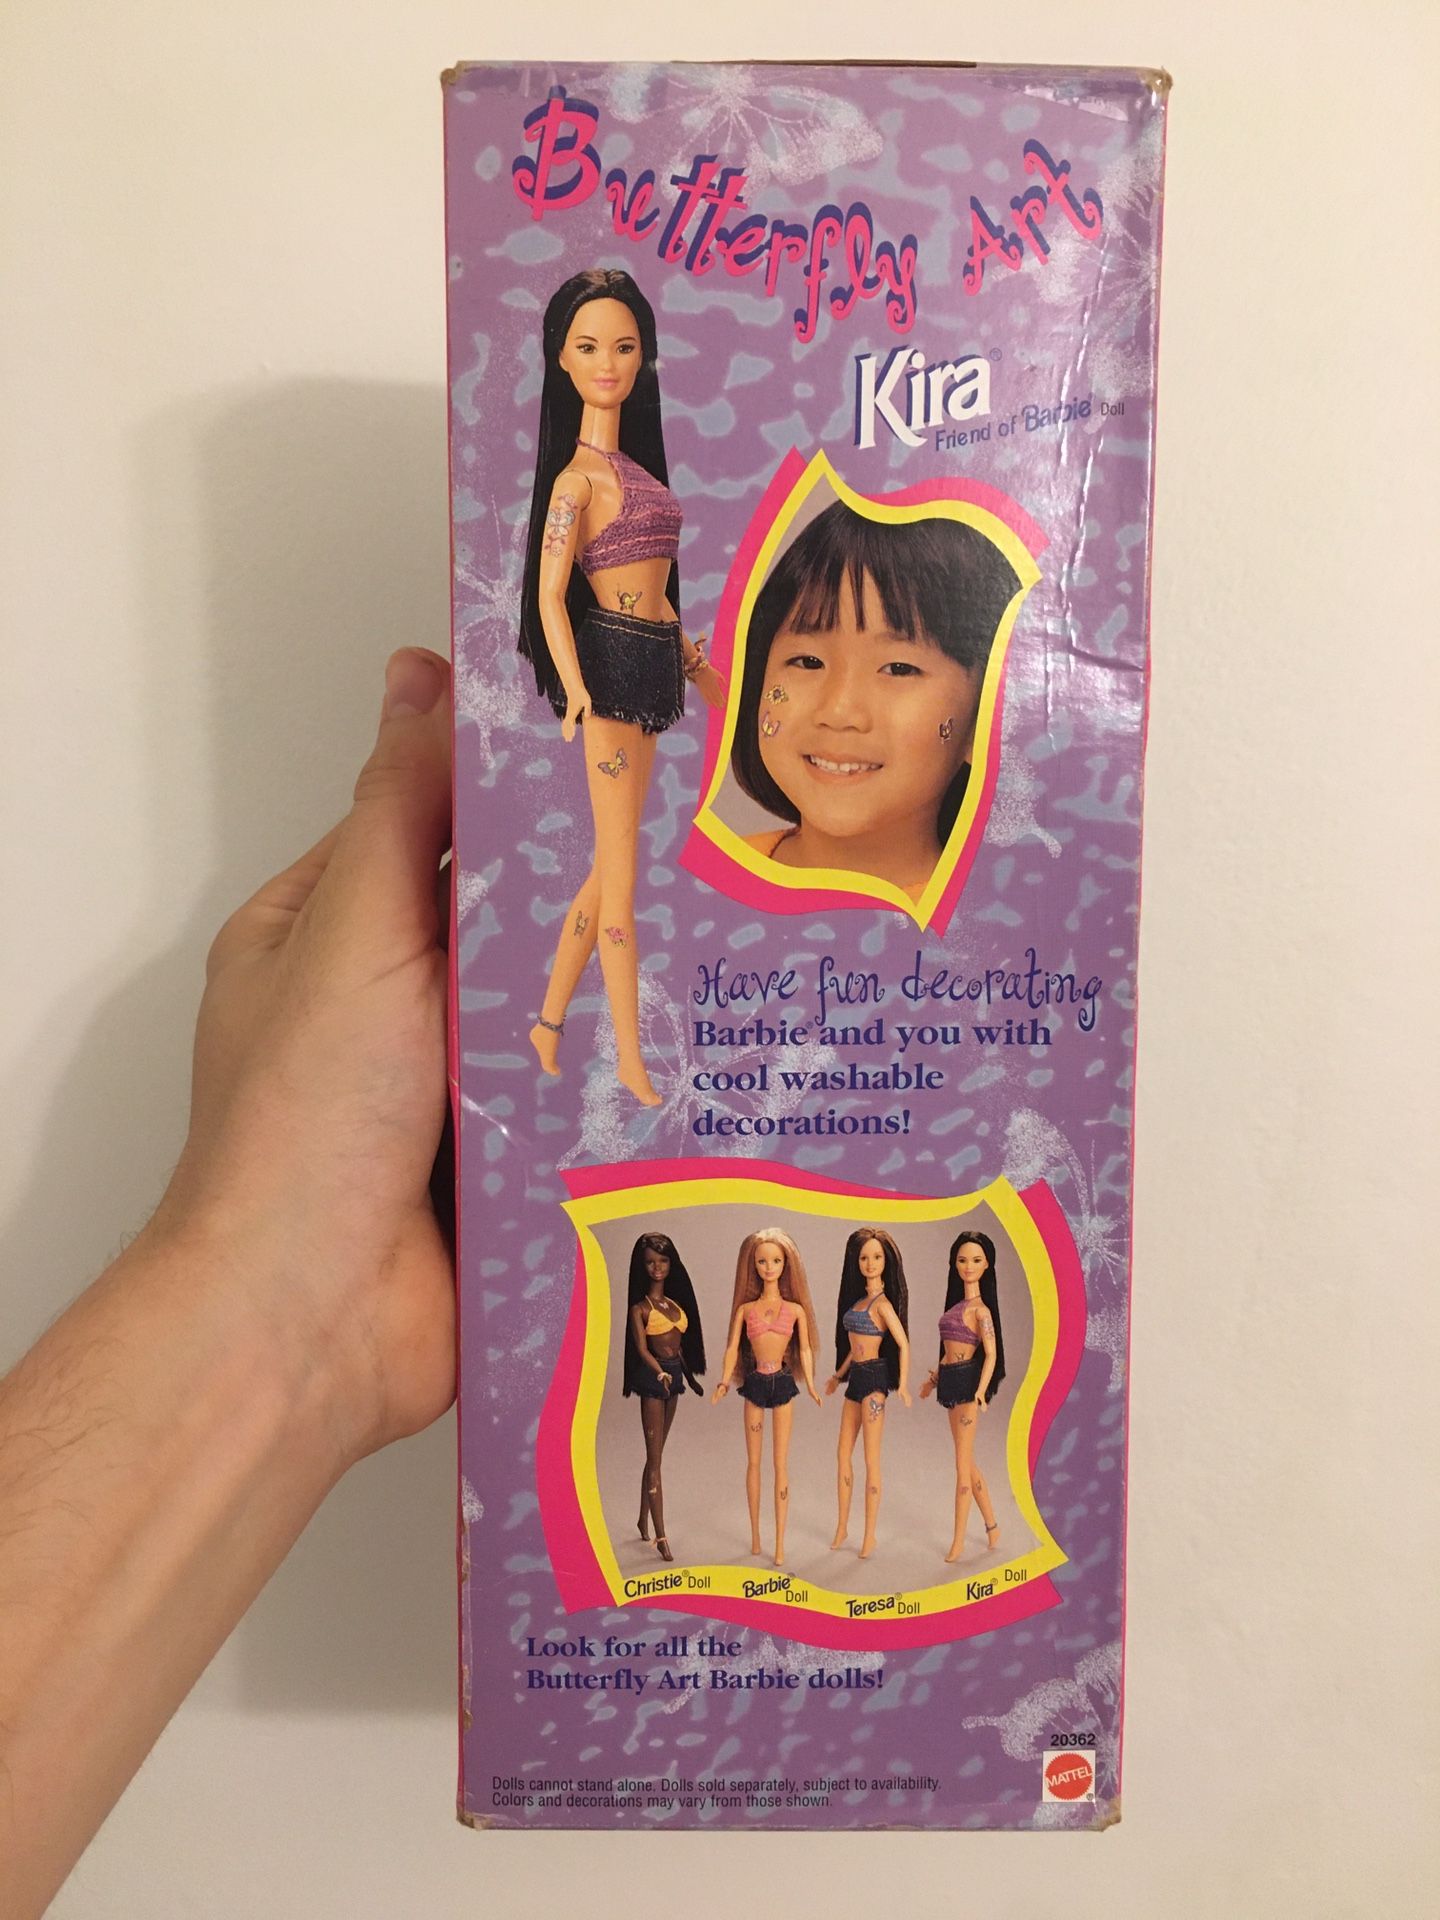 Butterfly Art
Kira®
Friend of Barbie® Doll
Have fun decorating
Barbie® and you with
cool washable
decorations!
Christie® Doll
Barbie® Doll
Teresa® Doll
Kira® Doll
Look for all the
Butterfly Art Barbie® dolls!
20362
MATTEL
®
Dolls cannot stand alone. Dolls sold separately, subject to availability.
Colors and decorations may vary from those shown.